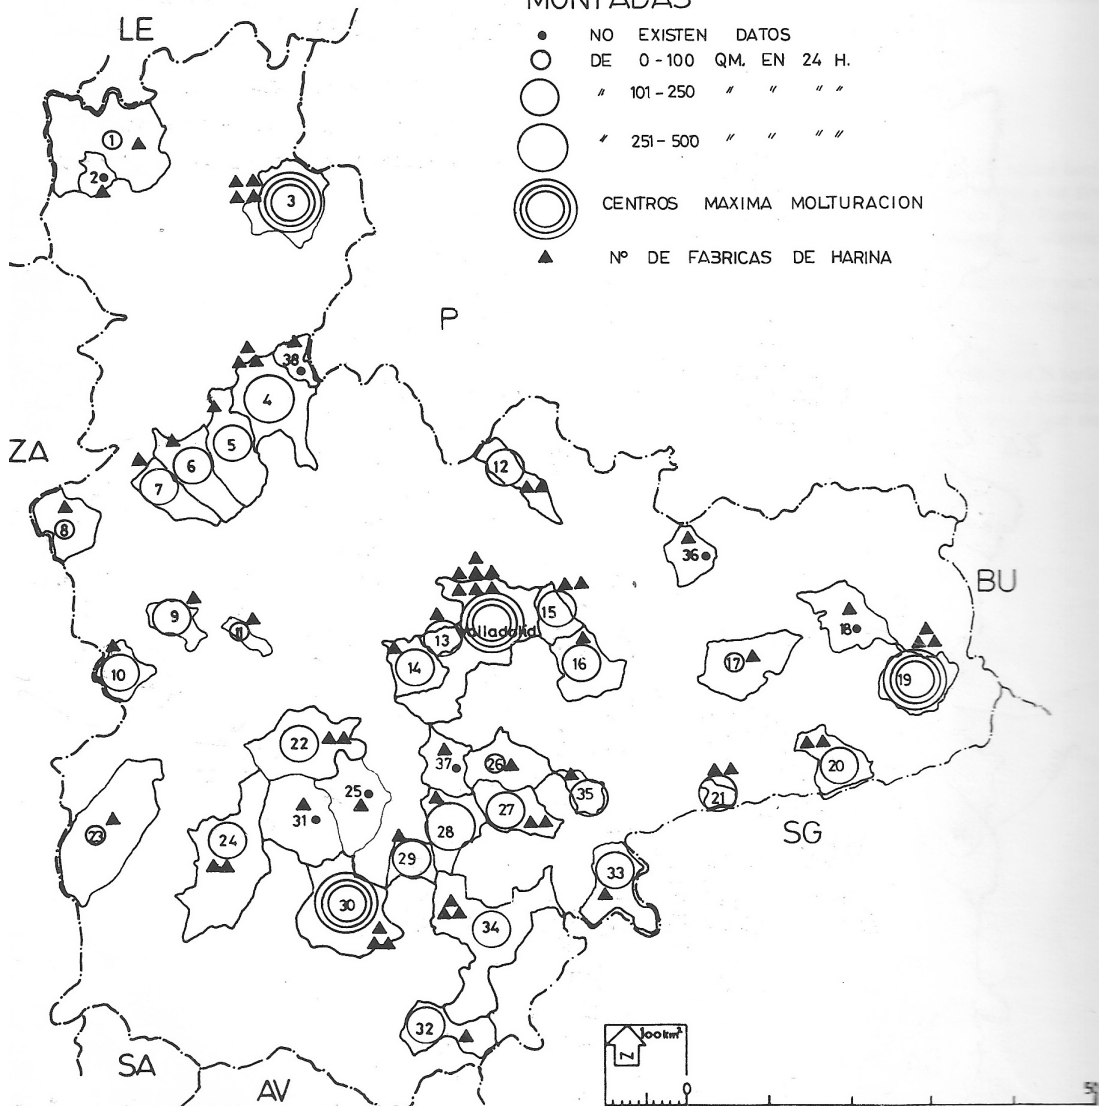 MONTADAS
LE
NO EXISTEN DATOS
DE 0-100 QM. EN 24 H.
" 101-250 " " " "
" 251-500 " " " "
CENTROS MAXIMA MOLTURACION
Nº DE FABRICAS DE HARINA
1
2
3
P
38
4
5
6
7
ZA
12
8
36
BU
9
11
Valladolid
13
15
10
14
16
17
18
19
22
37
26
20
25
35
21
23
31
27
28
24
SG
29
33
30
34
32
100km²
N
0
50
SA
AV